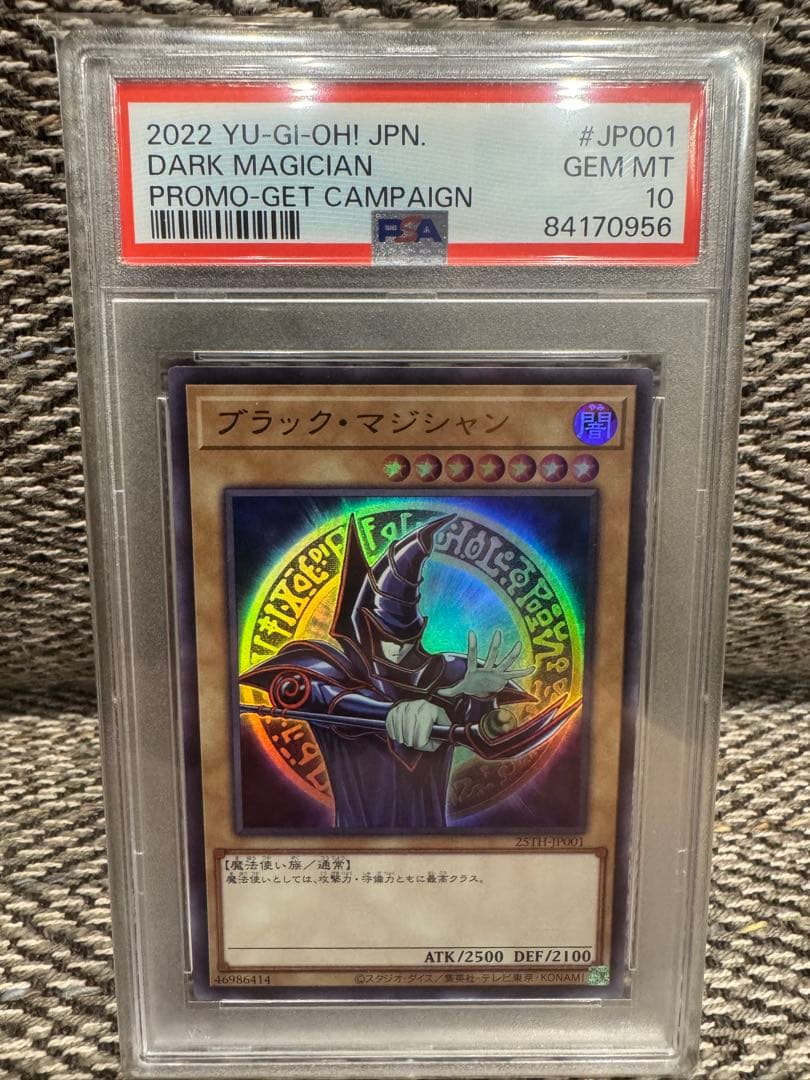 2022 YU-GI-OH! JPN. #JP001
DARK MAGICIAN GEM MT
PROMO-GET CAMPAIGN 10
PSA 84170956
ブラック・マジシャン
やみ
闇
25TH-JP001
【魔法使い族／通常】
魔法使いとしては、攻撃力・守備力ともに最高クラス。
ATK/2500 DEF/2100
46986414 ©スタジオ・ダイス／集英社・テレビ東京・KONAMI